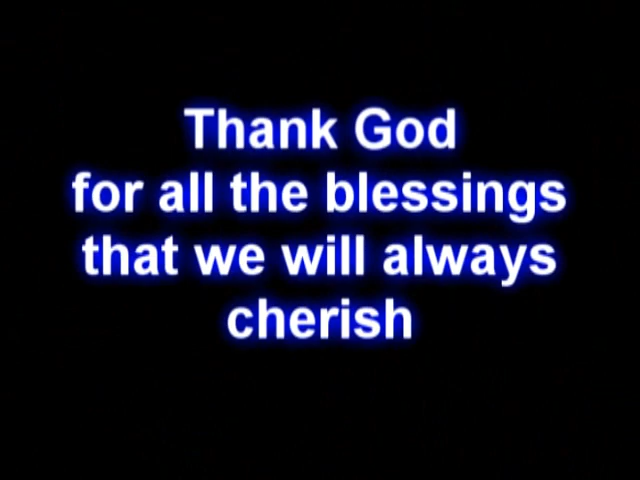 Thank God
for all the blessings
that we will always
cherish